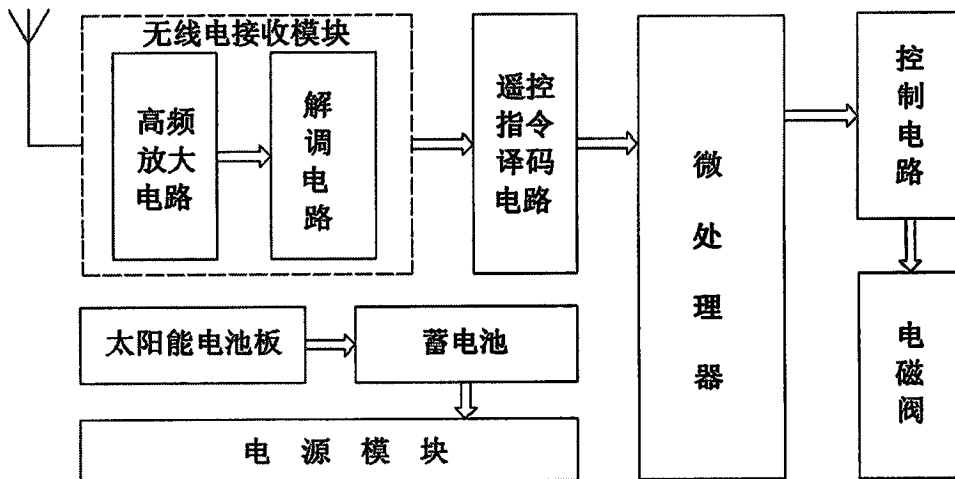 无线电接收模块
高频
放大
电路
解
调
电
路
遥控
指令
译码
电路
微
处
理
器
控
制
电
路
电
磁
阀
太阳能电池板
蓄电池
电源模块